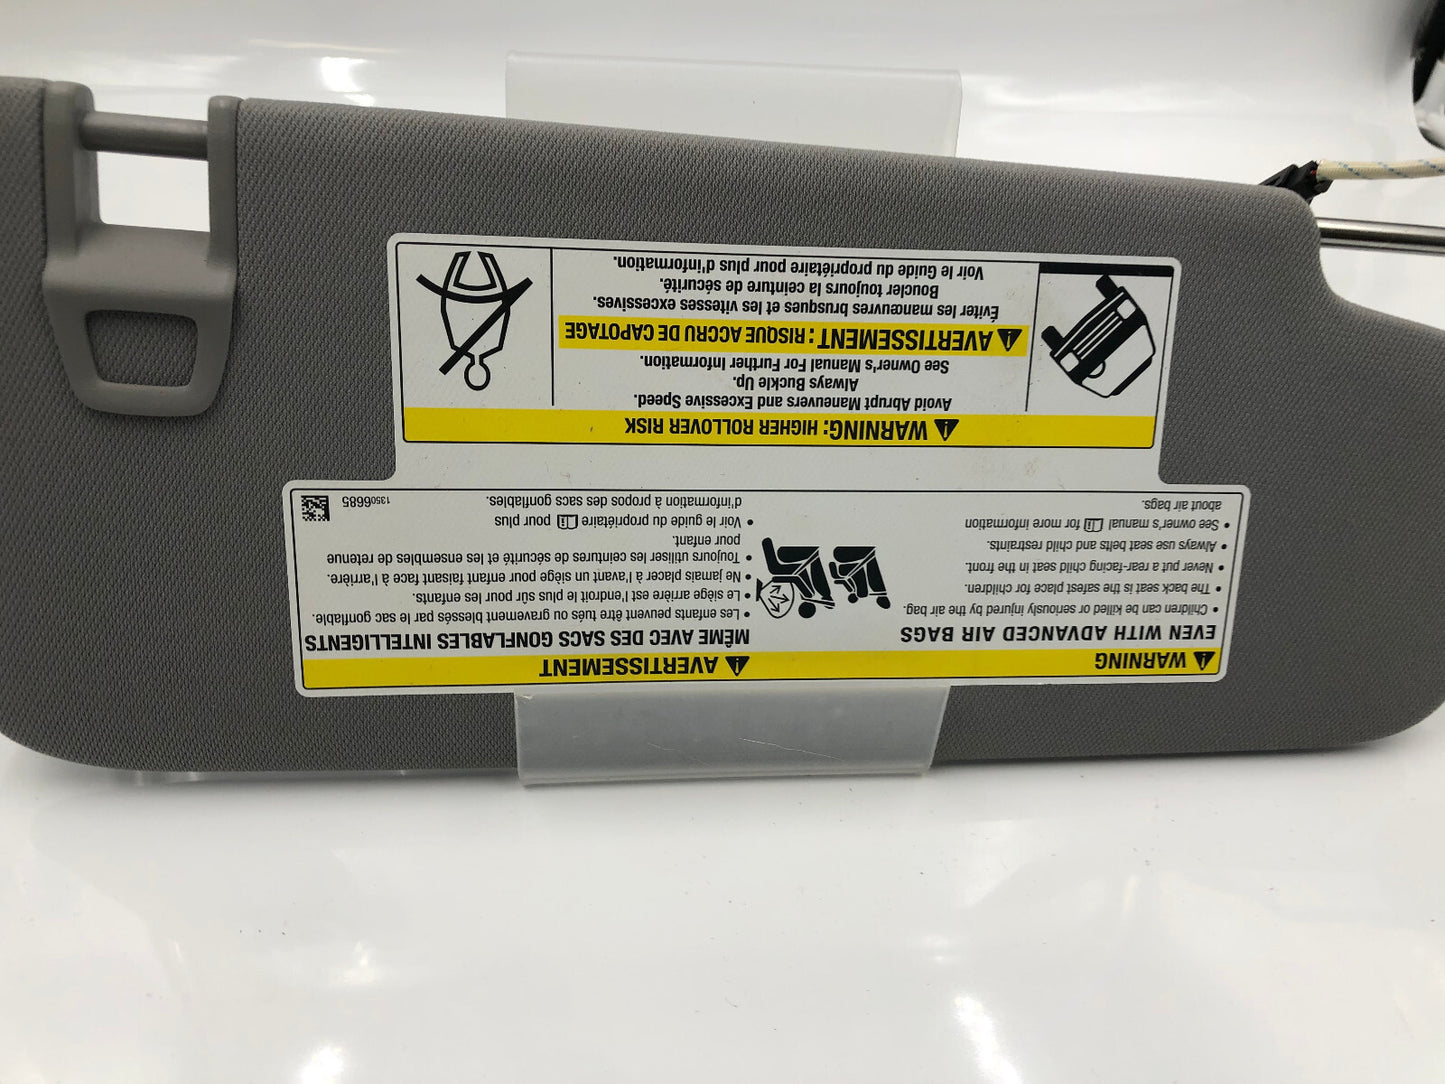 WARNING
EVEN WITH ADVANCED AIR BAGS
• Children can be killed or seriously injured by the air bag.
• The back seat is the safest place for children.
• Never put a rear-facing child seat in the front.
• Always use seat belts and child restraints.
• See owner's manual for more information
about air bags.
AVERTISSEMENT
MÊME AVEC DES SACS GONFLABLES INTELLIGENTS
• Les enfants peuvent être tués ou gravement blessés par le sac gonflable.
• Le siège arrière est l'endroit le plus sûr pour les enfants.
• Ne jamais placer à l'avant un siège pour enfant faisant face à l'arrière.
• Toujours utiliser les ceintures de sécurité et les ensembles de retenue
pour enfant.
• Voir le guide du propriétaire pour plus
d'information à propos des sacs gonflables.
13506685
WARNING: HIGHER ROLLOVER RISK
Avoid Abrupt Maneuvers and Excessive Speed.
Always Buckle Up.
See Owner's Manual For Further Information.
AVERTISSEMENT : RISQUE ACCRU DE CAPOTAGE
Éviter les manœuvres brusques et les vitesses excessives.
Boucler toujours la ceinture de sécurité.
Voir le Guide du propriétaire pour plus d'information.